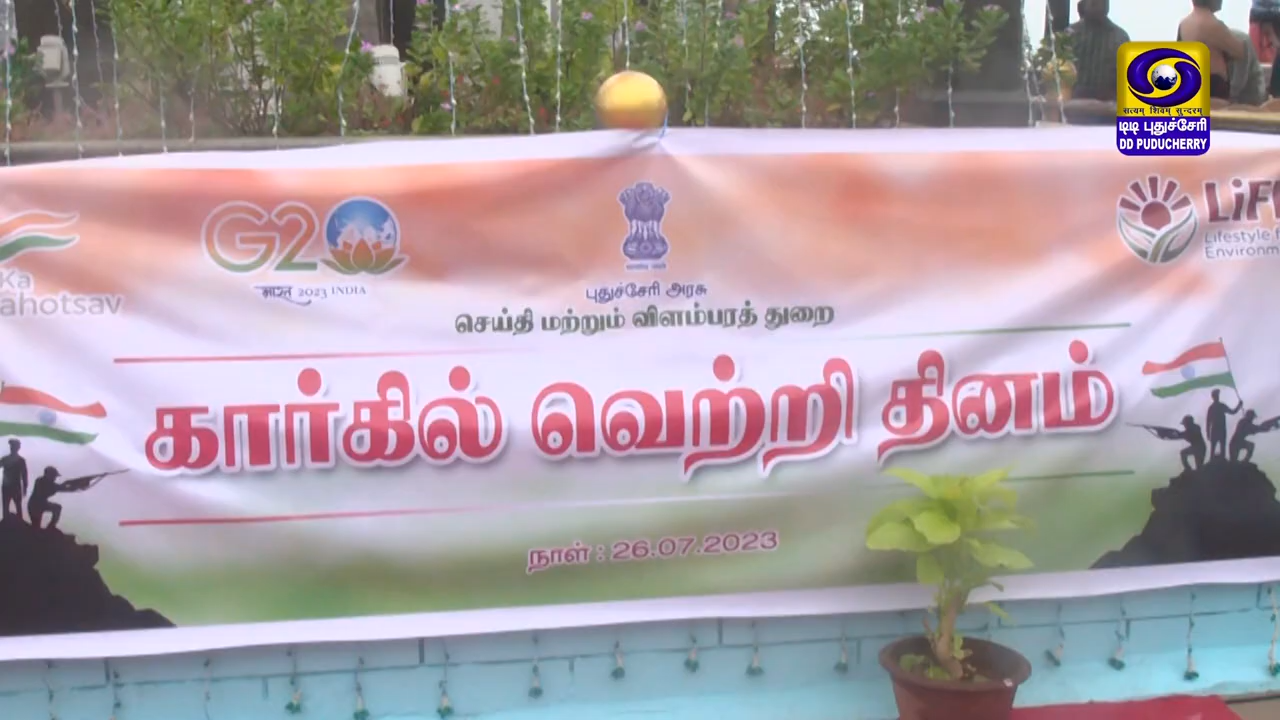 सत्यम् शिवम् सुन्दरम्
டிடி புதுச்சேரி
DD PUDUCHERRY
Ka
ahotsav
G20
भारत 2023 INDIA
LiF
Lifestyle f
Environm
புதுச்சேரி அரசு
செய்தி மற்றும் விளம்பரத் துறை
கார்கில் வெற்றி தினம்
நாள் : 26.07.2023